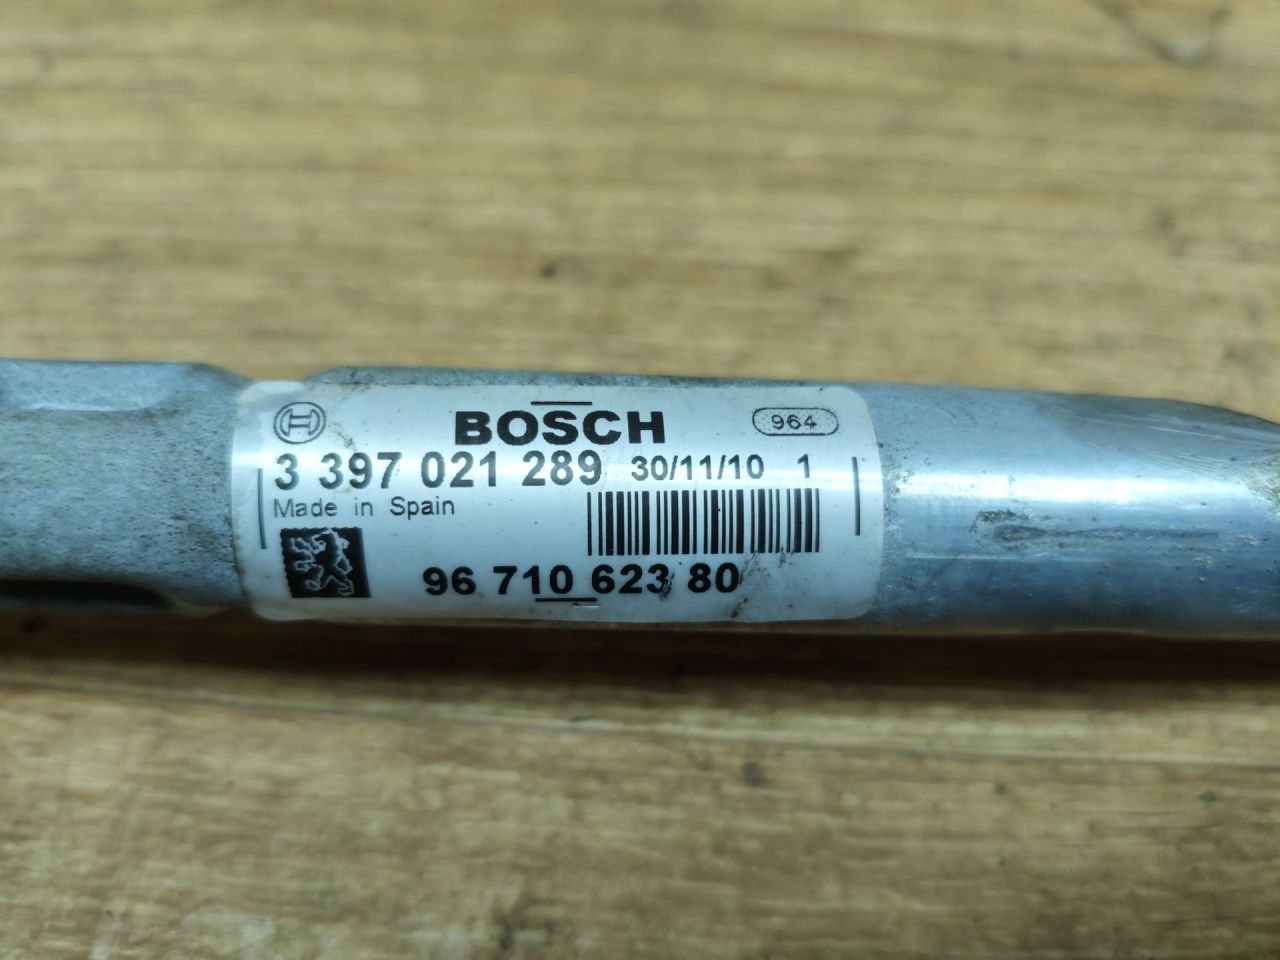 BOSCH 964
3 397 021 289 30/11/10 1
Made in Spain
96 710 623 80